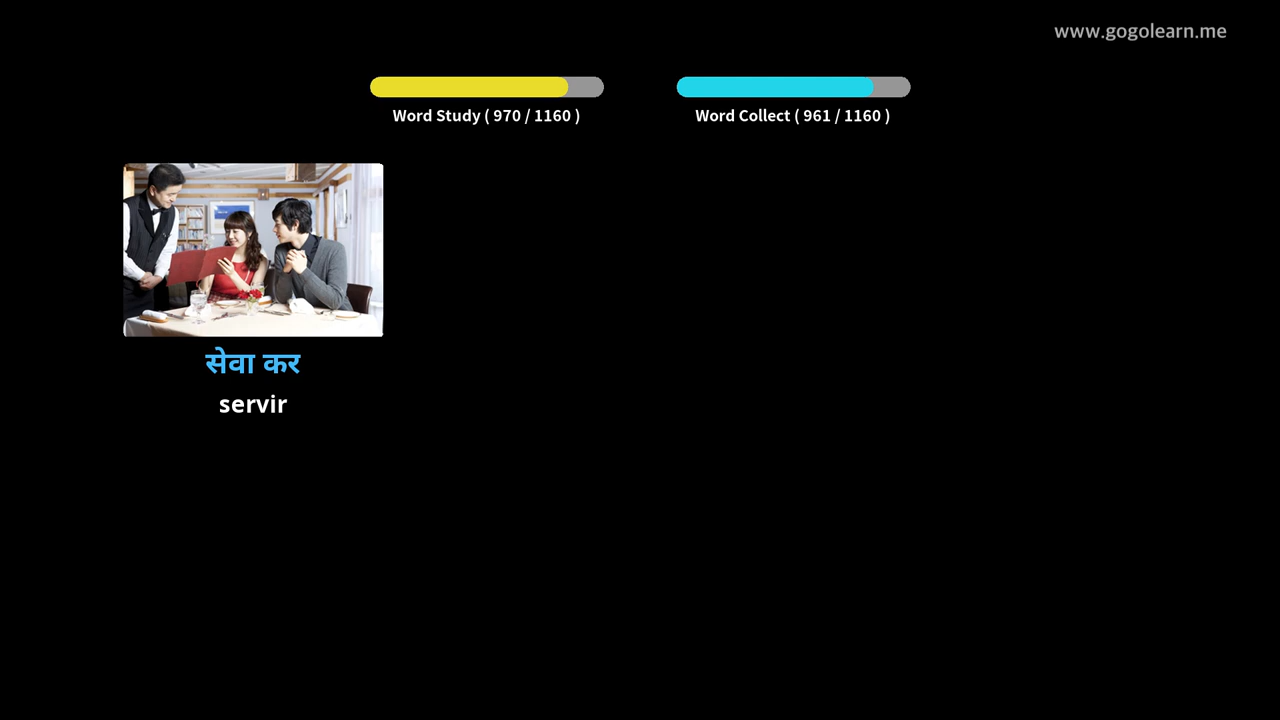 www.gogolearn.me
Word Study ( 970 / 1160 )
Word Collect ( 961 / 1160 )
सेवा कर
servir